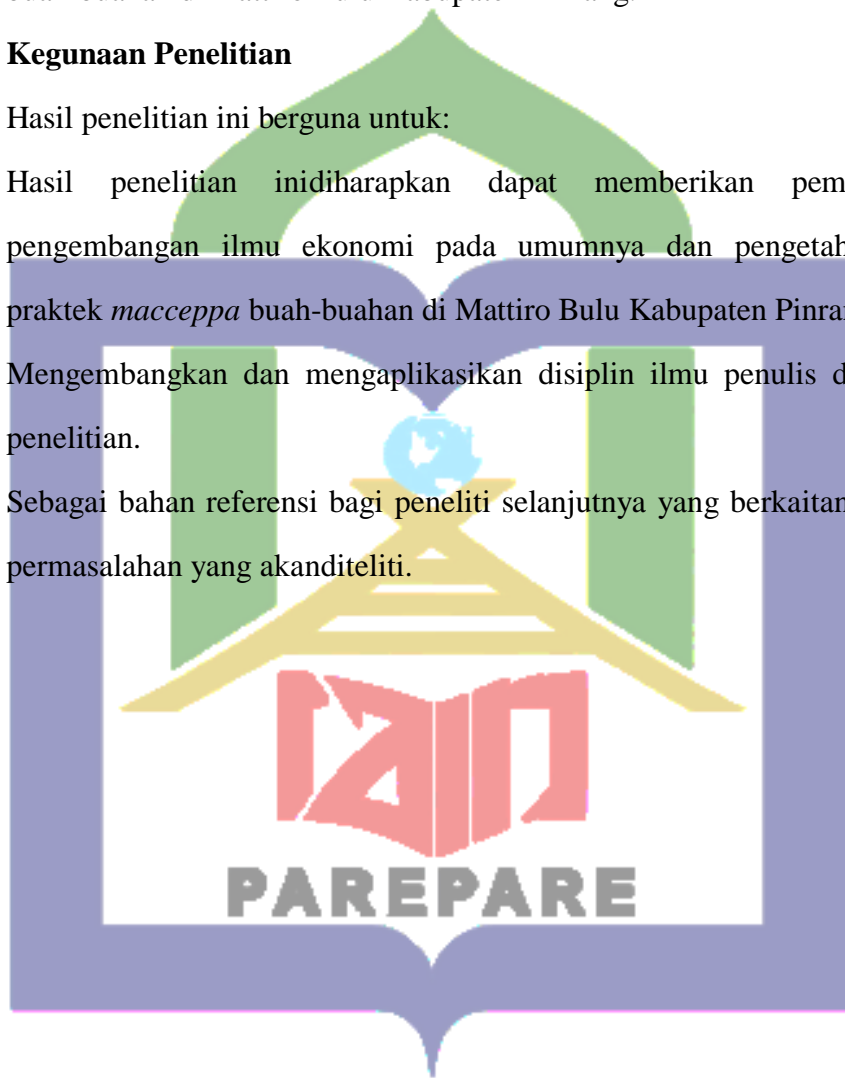 Kegunaan Penelitian
Hasil penelitian ini berguna untuk:
Hasil penelitian inidiharapkan dapat memberikan pem
pengembangan ilmu ekonomi pada umumnya dan pengetah
praktek macceppa buah-buahan di Mattiro Bulu Kabupaten Pinran
Mengembangkan dan mengaplikasikan disiplin ilmu penulis d
penelitian.
Sebagai bahan referensi bagi peneliti selanjutnya yang berkaitan
permasalahan yang akanditeliti.
iain
PAREPARE